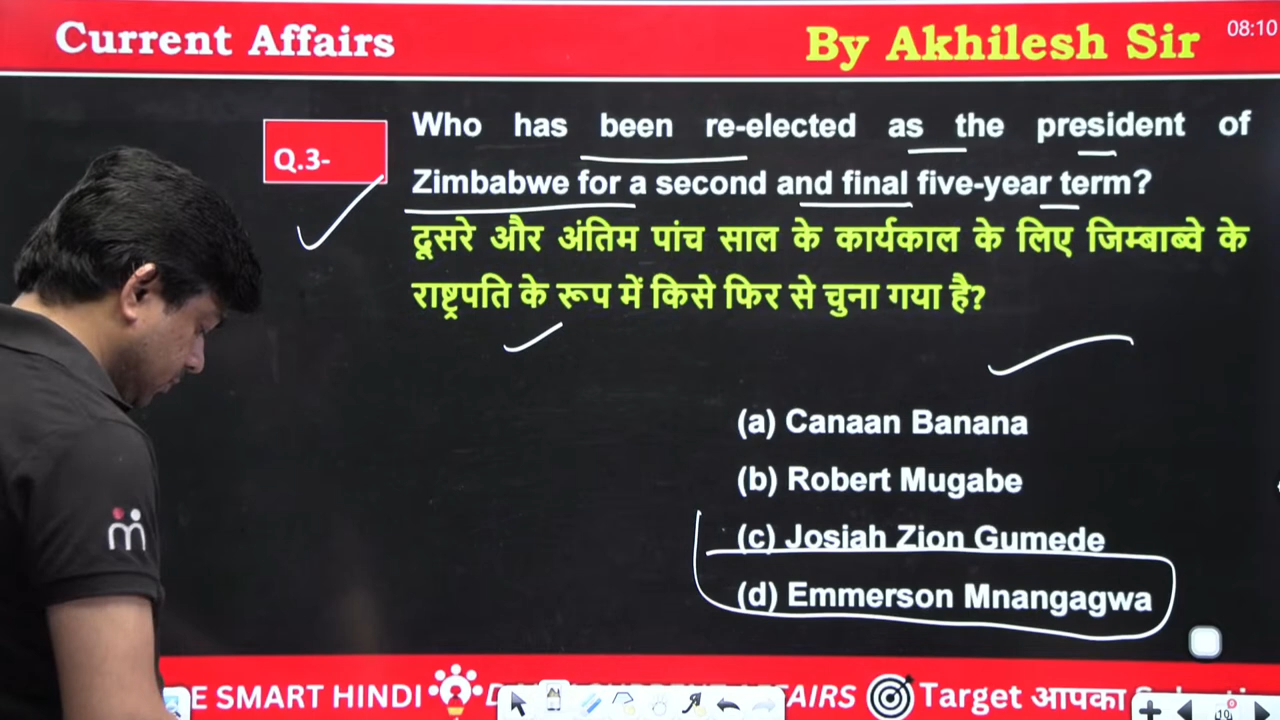 Current Affairs
By Akhilesh Sir
08:10
Q.3-
Who has been re-elected as the president of
Zimbabwe for a second and final five-year term?
दूसरे और अंतिम पांच साल के कार्यकाल के लिए जिम्बाब्वे के
राष्ट्रपति के रूप में किसे फिर से चुना गया है?
(a) Canaan Banana
(b) Robert Mugabe
(c) Josiah Zion Gumede
(d) Emmerson Mnangagwa
E SMART HINDI
AIRS
Target आपका